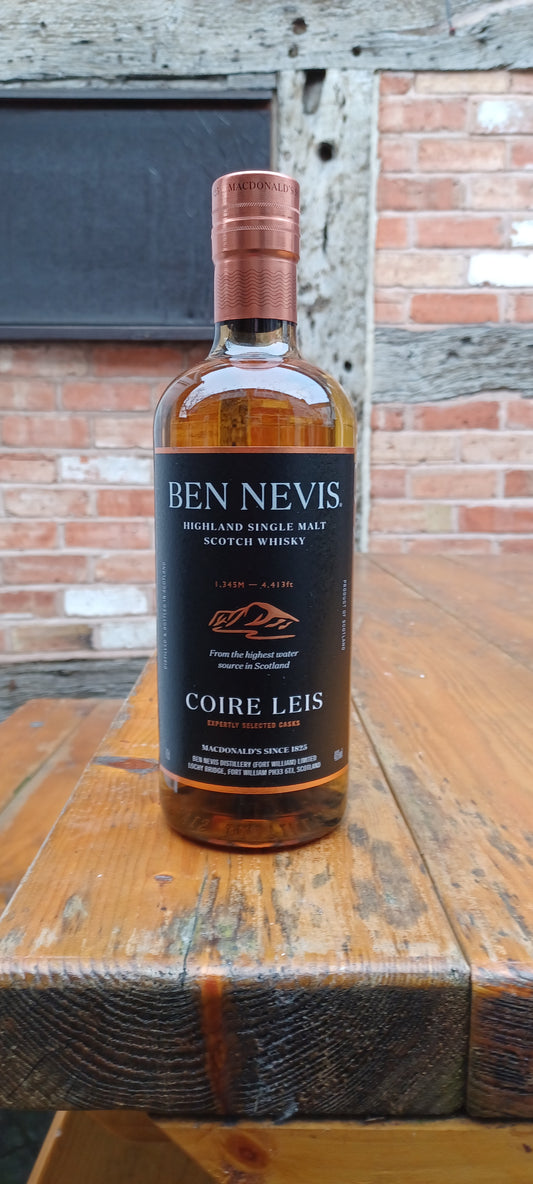 MACDONALD'S
BEN NEVIS
HIGHLAND SINGLE MALT
SCOTCH WHISKY
1.345M — 4.413ft
From the highest water
source in Scotland
COIRE LEIS
EXPERTLY SELECTED CASKS
MACDONALD'S SINCE 1825
BEN NEVIS DISTILLERY (FORT WILLIAM) LIMITED
LOCHY BRIDGE, FORT WILLIAM PH33 6TJ, SCOTLAND
DISTILLED & BOTTLED IN SCOTLAND
PRODUCT OF SCOTLAND